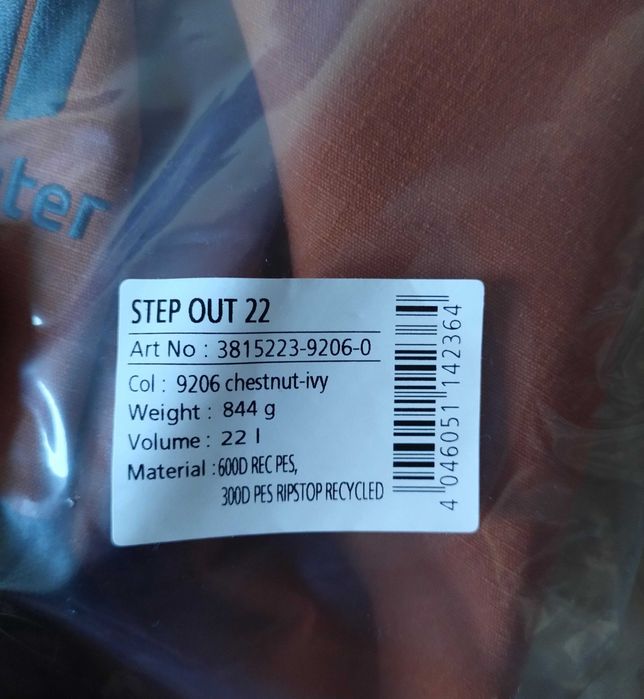 STEP OUT 22
Art No : 3815223-9206-0
Col : 9206 chestnut-ivy
Weight : 844 g
Volume : 22 l
Material : 600D REC PES,
300D PES RIPSTOP RECYCLED
4 046051 142364